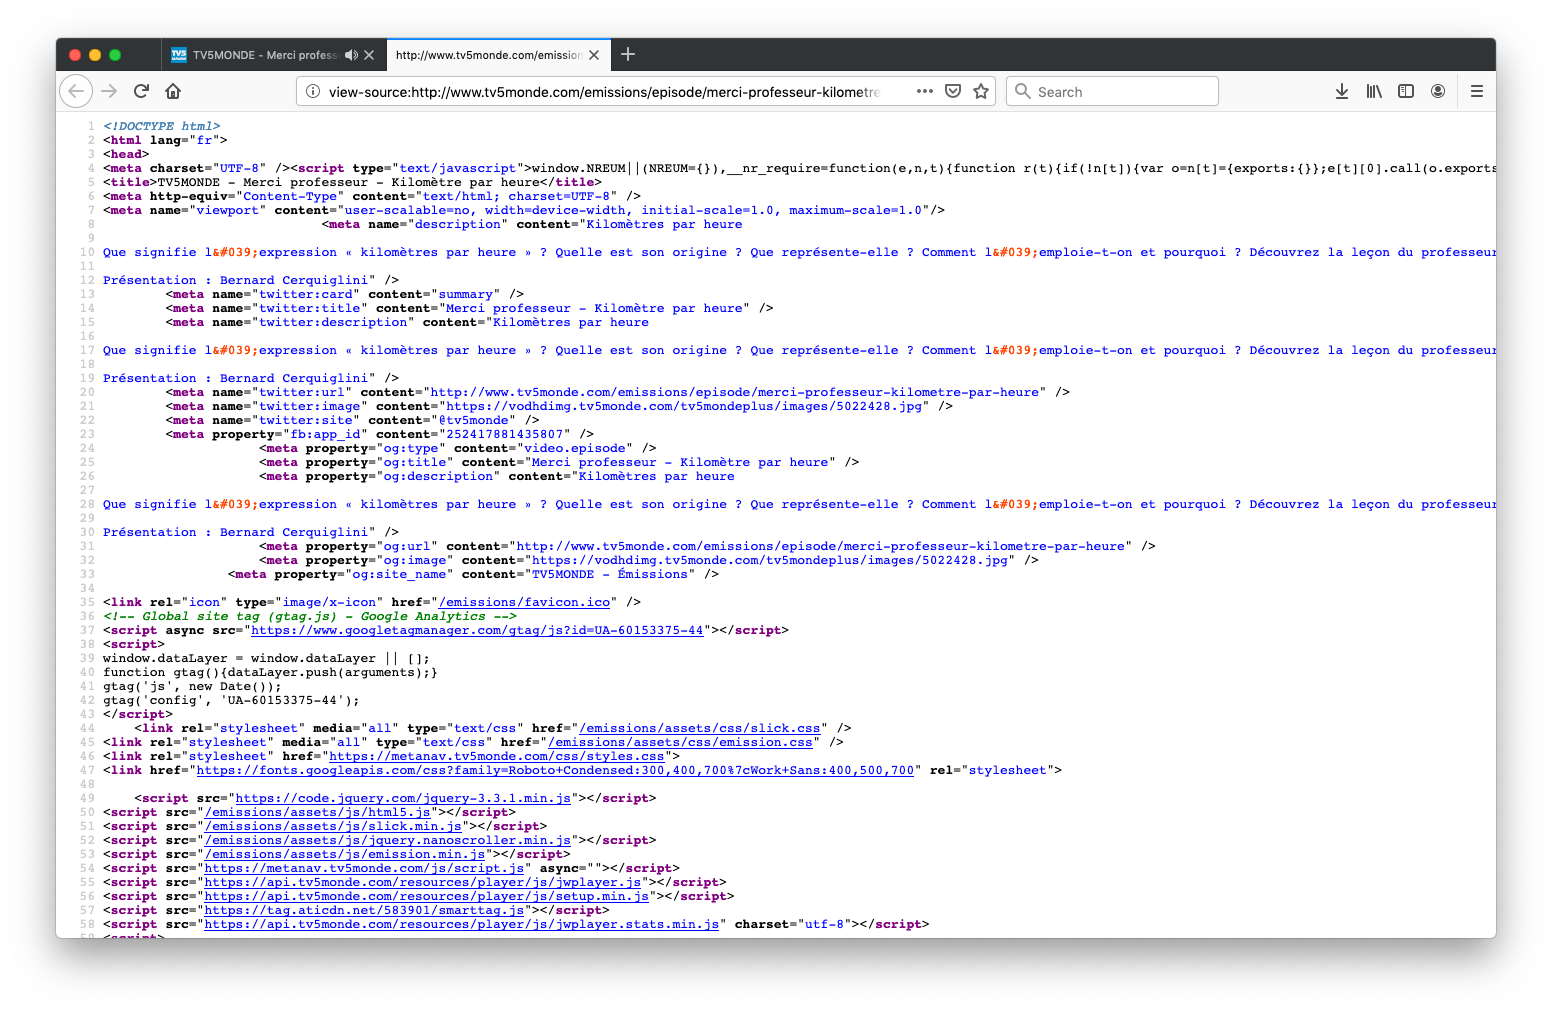 TV5MONDE - Merci profess
http://www.tv5monde.com/emission
view-source:http://www.tv5monde.com/emissions/episode/merci-professeur-kilometre
Search
1 <!DOCTYPE html>
2 <html lang="fr">
3 <head>
4 <meta charset="UTF-8" /><script type="text/javascript">window.NREUM||(NREUM={}),__nr_require=function(e,n,t){function r(t){if(!n[t]){var o=n[t]={exports:{}};e[t][0].call(o.exports
5 <title>TV5MONDE - Merci professeur - Kilomètre par heure</title>
6 <meta http-equiv="Content-Type" content="text/html; charset=UTF-8" />
7 <meta name="viewport" content="user-scalable=no, width=device-width, initial-scale=1.0, maximum-scale=1.0"/>
8 <meta name="description" content="Kilomètres par heure
9
10 Que signifie l&#039;expression « kilomètres par heure » ? Quelle est son origine ? Que représente-elle ? Comment l&#039;emploie-t-on et pourquoi ? Découvrez la leçon du professeur
11
12 Présentation : Bernard Cerquiglini" />
13 <meta name="twitter:card" content="summary" />
14 <meta name="twitter:title" content="Merci professeur - Kilomètre par heure" />
15 <meta name="twitter:description" content="Kilomètres par heure
16
17 Que signifie l&#039;expression « kilomètres par heure » ? Quelle est son origine ? Que représente-elle ? Comment l&#039;emploie-t-on et pourquoi ? Découvrez la leçon du professeur
18
19 Présentation : Bernard Cerquiglini" />
20 <meta name="twitter:url" content="http://www.tv5monde.com/emissions/episode/merci-professeur-kilometre-par-heure" />
21 <meta name="twitter:image" content="https://vodhdimg.tv5monde.com/tv5mondeplus/images/5022428.jpg" />
22 <meta name="twitter:site" content="@tv5monde" />
23 <meta property="fb:app_id" content="252417881435807" />
24 <meta property="og:type" content="video.episode" />
25 <meta property="og:title" content="Merci professeur - Kilomètre par heure" />
26 <meta property="og:description" content="Kilomètres par heure
27
28 Que signifie l&#039;expression « kilomètres par heure » ? Quelle est son origine ? Que représente-elle ? Comment l&#039;emploie-t-on et pourquoi ? Découvrez la leçon du professeur
29
30 Présentation : Bernard Cerquiglini" />
31 <meta property="og:url" content="http://www.tv5monde.com/emissions/episode/merci-professeur-kilometre-par-heure" />
32 <meta property="og:image" content="https://vodhdimg.tv5monde.com/tv5mondeplus/images/5022428.jpg" />
33 <meta property="og:site_name" content="TV5MONDE - Émissions" />
34
35 <link rel="icon" type="image/x-icon" href="/emissions/favicon.ico" />
36 <!-- Global site tag (gtag.js) - Google Analytics -->
37 <script async src="https://www.googletagmanager.com/gtag/js?id=UA-60153375-44"></script>
38 <script>
39 window.dataLayer = window.dataLayer || [];
40 function gtag(){dataLayer.push(arguments);}
41 gtag('js', new Date());
42 gtag('config', 'UA-60153375-44');
43 </script>
44 <link rel="stylesheet" media="all" type="text/css" href="/emissions/assets/css/slick.css" />
45 <link rel="stylesheet" media="all" type="text/css" href="/emissions/assets/css/emission.css" />
46 <link rel="stylesheet" href="https://metanav.tv5monde.com/css/styles.css">
47 <link href="https://fonts.googleapis.com/css?family=Roboto+Condensed:300,400,700%7cWork+Sans:400,500,700" rel="stylesheet">
48
49 <script src="https://code.jquery.com/jquery-3.3.1.min.js"></script>
50 <script src="/emissions/assets/js/html5.js"></script>
51 <script src="/emissions/assets/js/slick.min.js"></script>
52 <script src="/emissions/assets/js/jquery.nanoscroller.min.js"></script>
53 <script src="/emissions/assets/js/emission.min.js"></script>
54 <script src="https://metanav.tv5monde.com/js/script.js" async=""></script>
55 <script src="https://api.tv5monde.com/resources/player/js/jwplayer.js"></script>
56 <script src="https://api.tv5monde.com/resources/player/js/setup.min.js"></script>
57 <script src="https://tag.aticdn.net/583901/smarttag.js"></script>
58 <script src="https://api.tv5monde.com/resources/player/js/jwplayer.stats.min.js" charset="utf-8"></script>
59 <script>